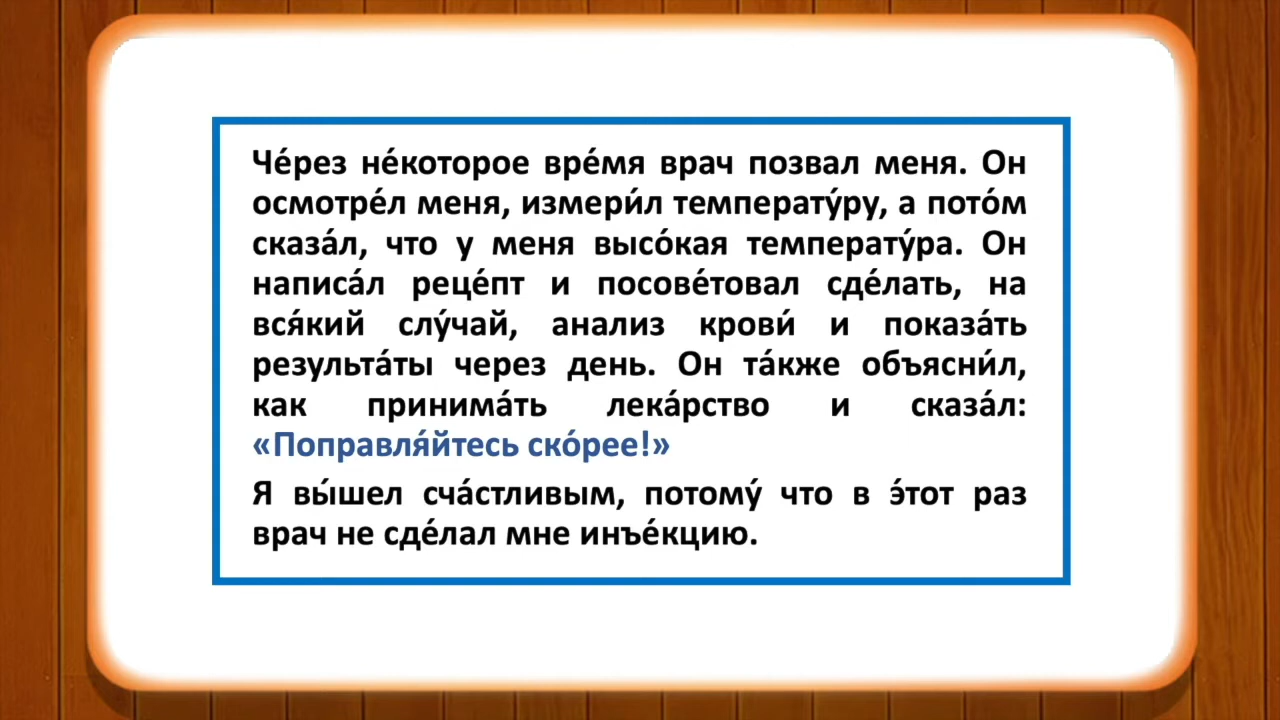 Че́рез не́которое вре́мя врач позвал меня. Он
осмотре́л меня, измери́л температу́ру, а пото́м
сказа́л, что у меня высо́кая температу́ра. Он
написа́л реце́пт и посове́товал сде́лать, на
вся́кий слу́чай, анализ крови́ и показа́ть
результа́ты через день. Он та́кже объясни́л,
как принима́ть лека́рство и сказа́л:
«Поправля́йтесь ско́рее!»
Я вы́шел сча́стливым, потому́ что в э́тот раз
врач не сде́лал мне инъе́кцию.